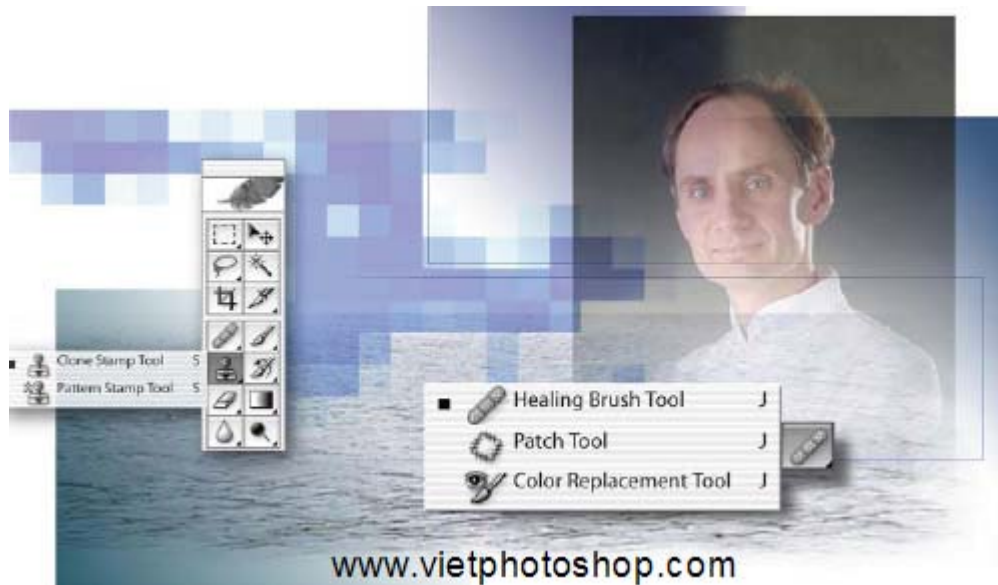 Clone Stamp Tool S
Pattern Stamp Tool S
Healing Brush Tool J
Patch Tool J
Color Replacement Tool J
www.vietphotoshop.com